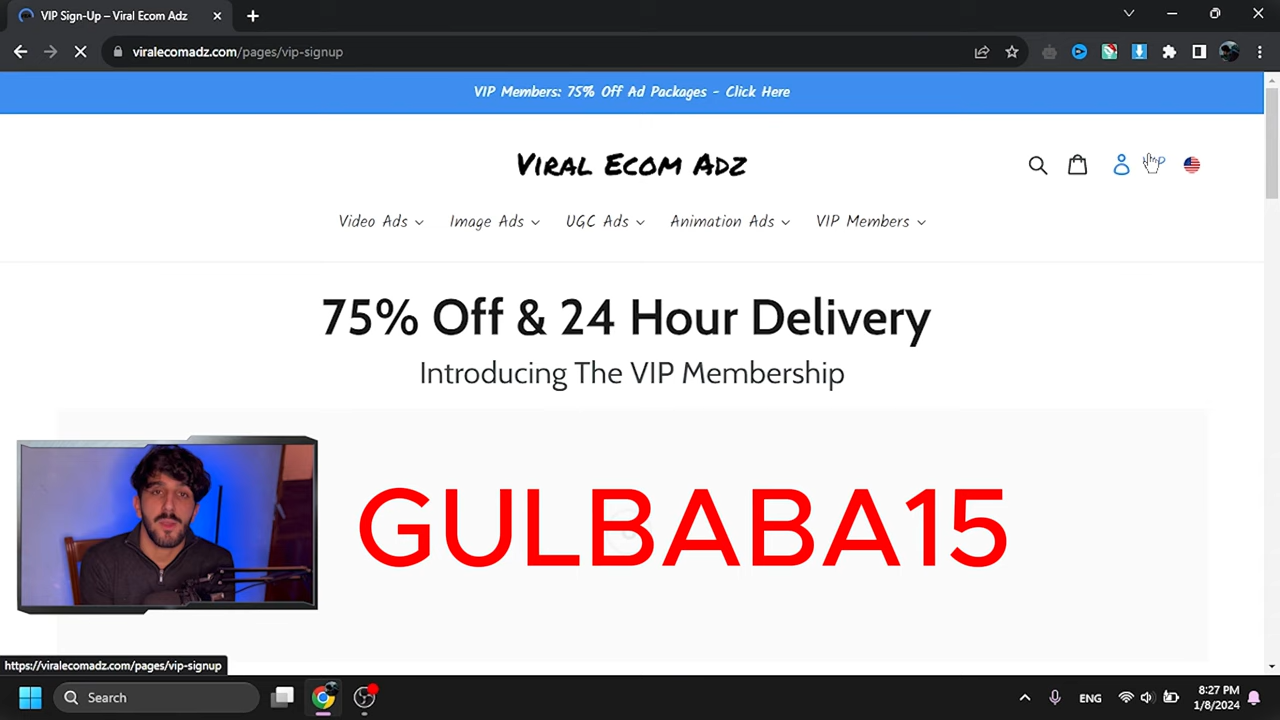 VIP Sign-Up – Viral Ecom Adz
viralecomadz.com/pages/vip-signup
VIP Members: 75% Off Ad Packages - Click Here
Viral Ecom Adz
Video Ads
Image Ads
UGC Ads
Animation Ads
VIP Members
75% Off & 24 Hour Delivery
Introducing The VIP Membership
GULBABA15
https://viralecomadz.com/pages/vip-signup
Search
ENG
8:27 PM
1/8/2024